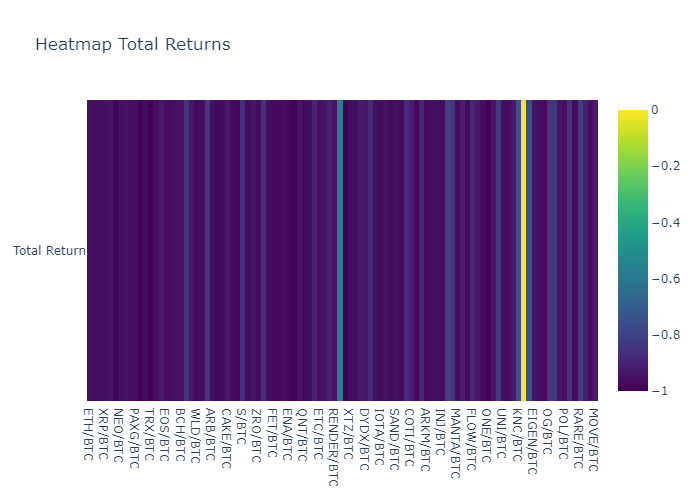 Heatmap Total Returns
0
−0.2
−0.4
−0.6
−0.8
−1
Total Return
ETH/BTC
XRP/BTC
NEO/BTC
PAXG/BTC
TRX/BTC
EOS/BTC
BCH/BTC
WLD/BTC
ARB/BTC
CAKE/BTC
S/BTC
ZRO/BTC
FET/BTC
ENA/BTC
QNT/BTC
ETC/BTC
RENDER/BTC
XTZ/BTC
DYDX/BTC
IOTA/BTC
SAND/BTC
COTI/BTC
ARKM/BTC
INJ/BTC
MANTA/BTC
FLOW/BTC
ONE/BTC
UNI/BTC
KNC/BTC
EIGEN/BTC
OG/BTC
POL/BTC
RARE/BTC
MOVE/BTC